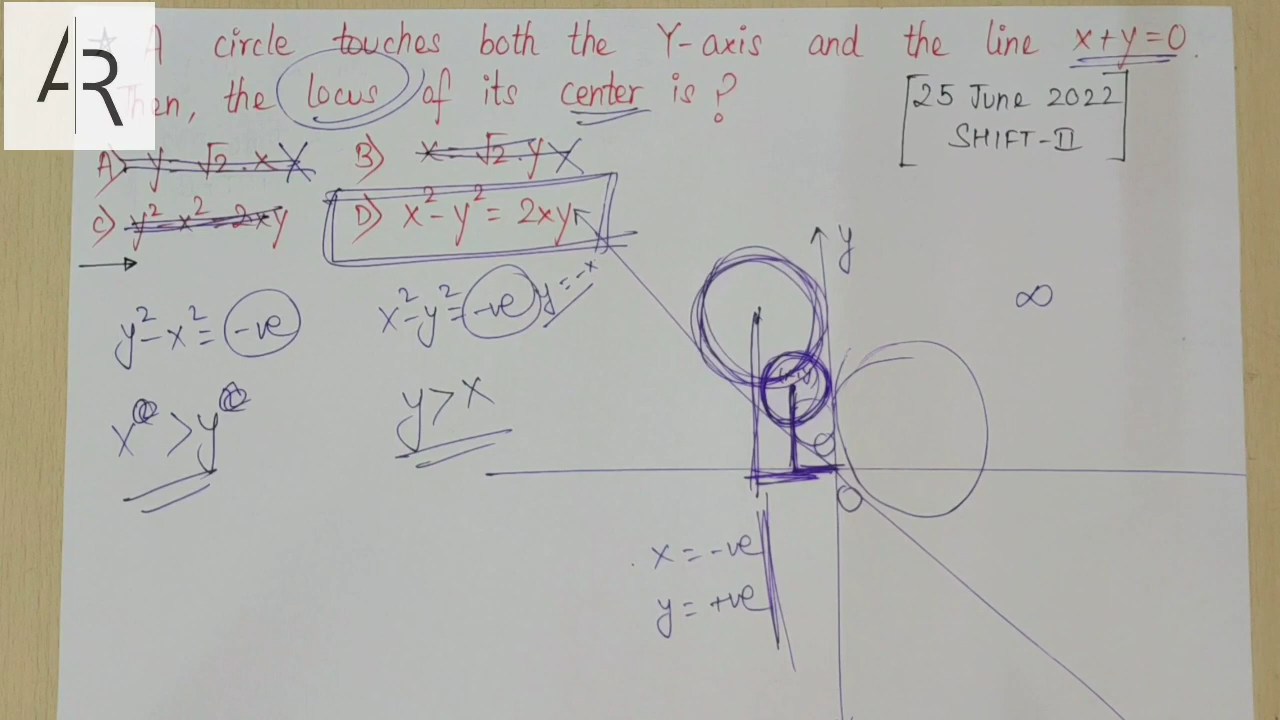 AR
☆ A circle touches both the Y-axis and the line x+y=0.
Then, the locus of its center is ?
[25 June 2022
SHIFT-II]
A) y = √2 . x X B) x = √2 . y X
C) y² - x² = 2xy D) x² - y² = 2xy
y² - x² = -ve x² - y² = -ve y = -x
x > y y > x
y
∞
x = -ve
y = +ve